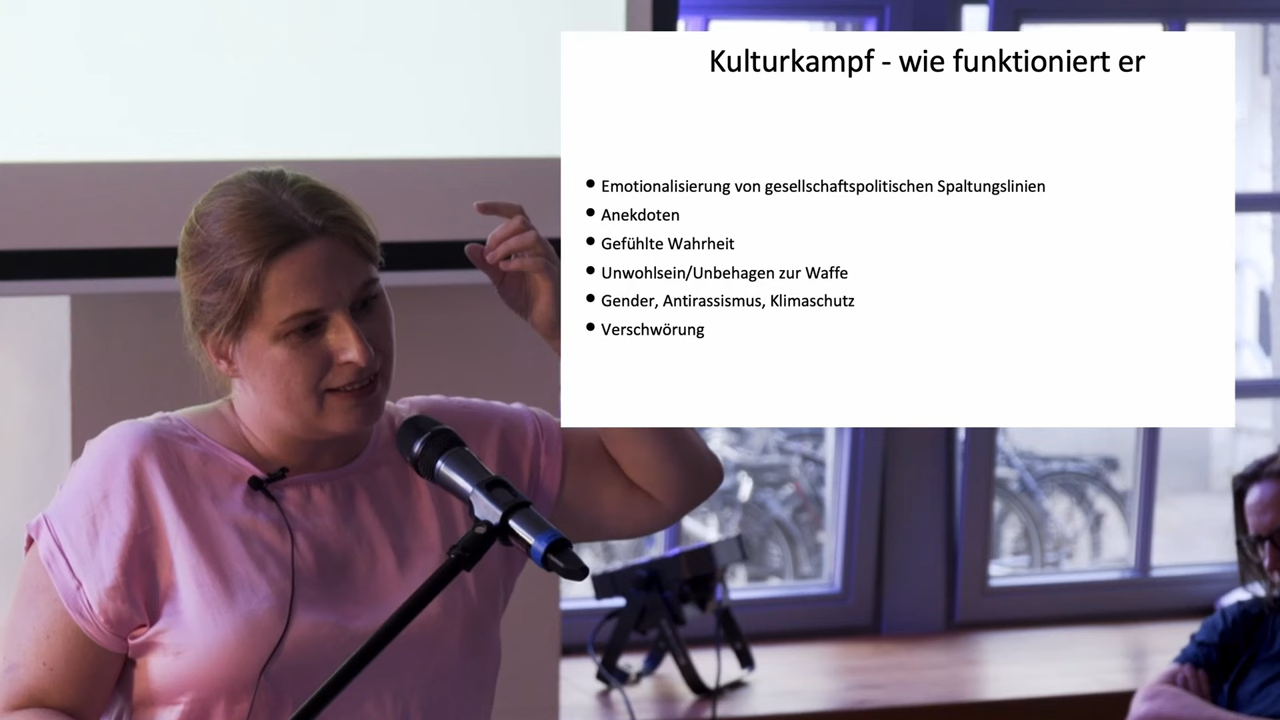 Kulturkampf - wie funktioniert er
• Emotionalisierung von gesellschaftspolitischen Spaltungslinien
• Anekdoten
• Gefühlte Wahrheit
• Unwohlsein/Unbehagen zur Waffe
• Gender, Antirassismus, Klimaschutz
• Verschwörung